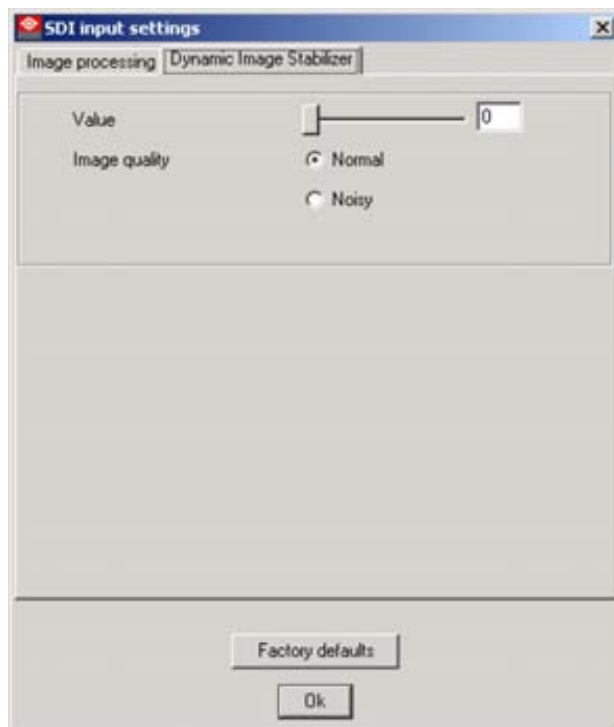 SDI input settings
Image processing Dynamic Image Stabilizer
Value 0
Image quality Normal
Noisy
Factory defaults
Ok